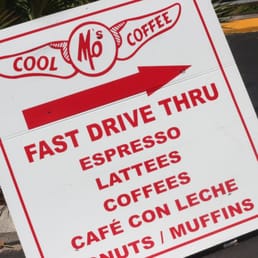 COOL Mo's COFFEE
FAST DRIVE THRU
ESPRESSO
LATTEES
COFFEES
CAFÉ CON LECHE
NUTS / MUFFINS